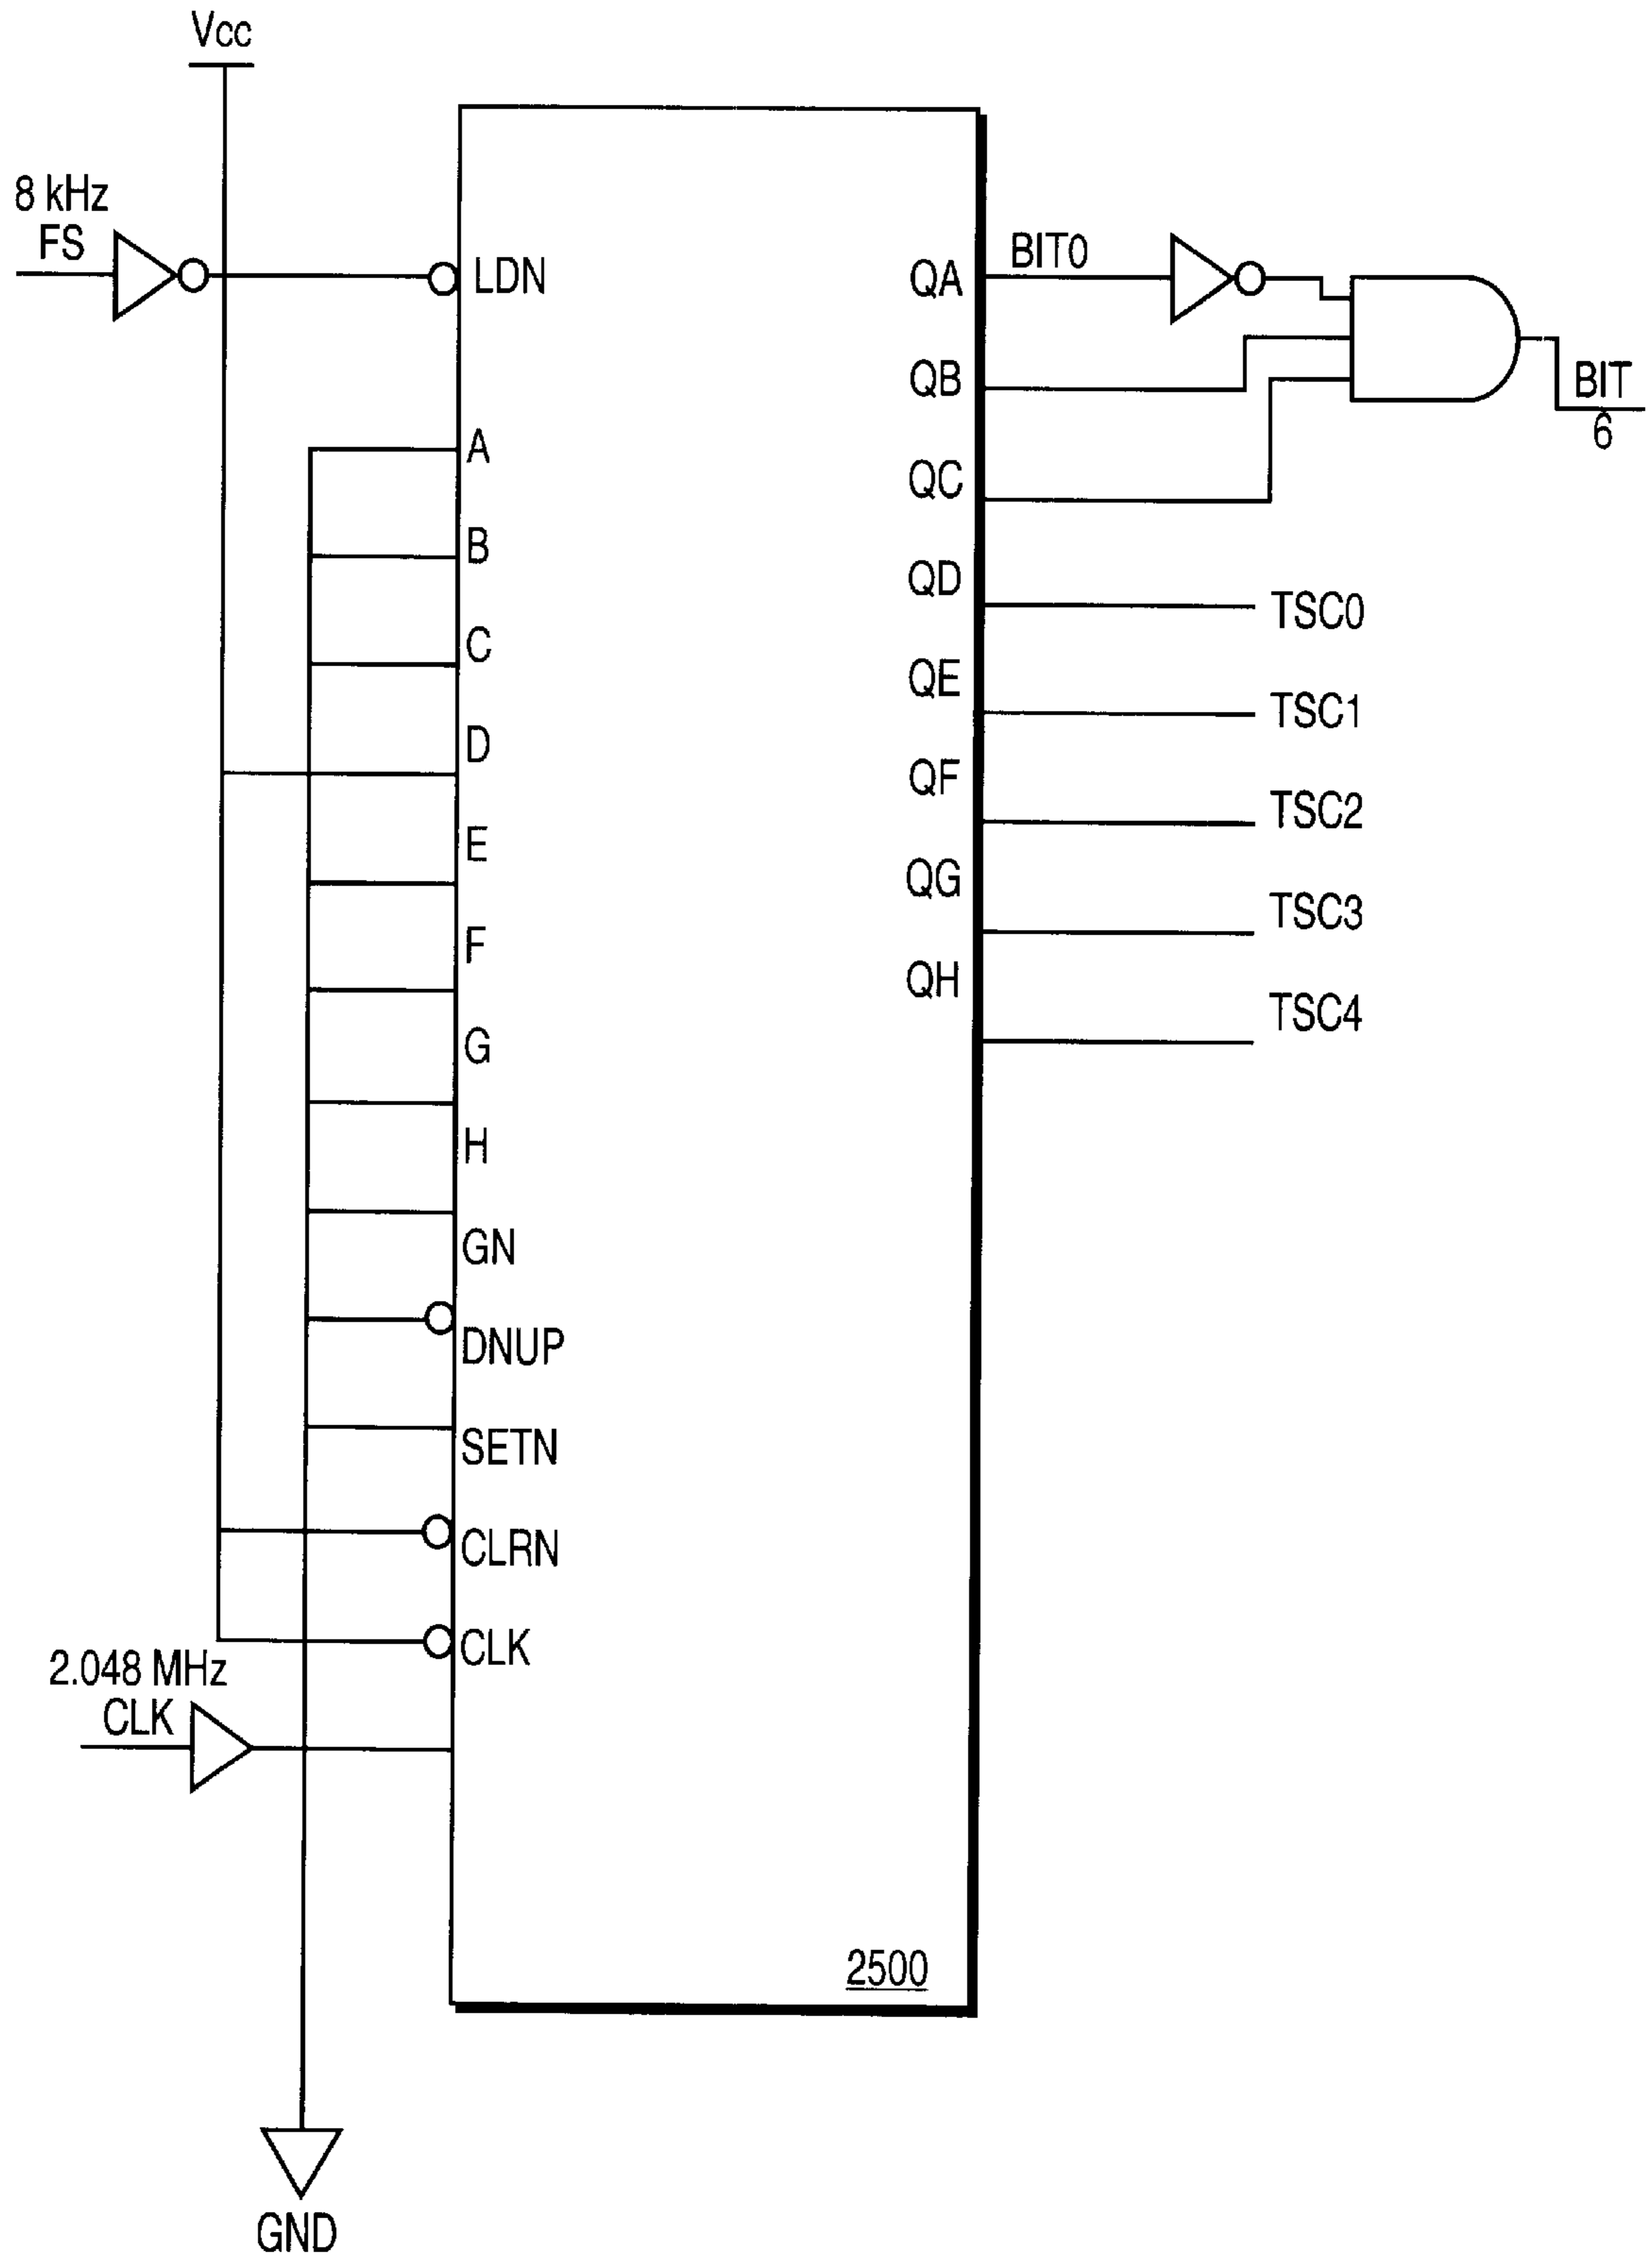 Vcc
8 kHz
FS
LDN
A
B
C
D
E
F
G
H
GN
DNUP
SETN
CLRN
CLK
2.048 MHz
CLK
GND
QA
QB
QC
QD
QE
QF
QG
QH
BIT0
BIT
6
TSC0
TSC1
TSC2
TSC3
TSC4
2500